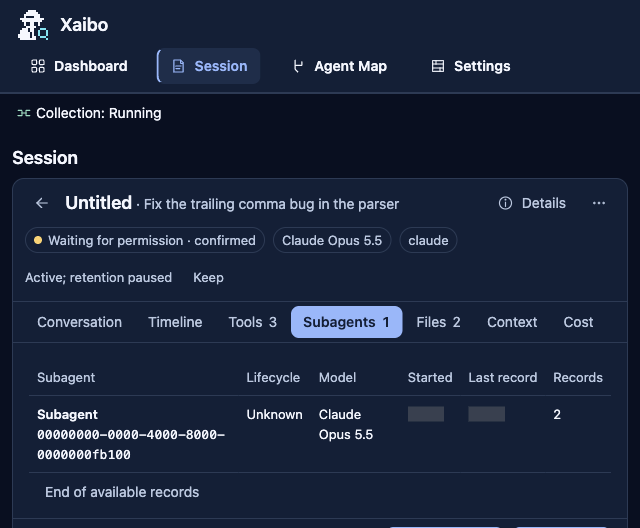 Xaibo
Dashboard Session Agent Map Settings
Collection: Running
Session
Untitled · Fix the trailing comma bug in the parser Details ...
Waiting for permission · confirmed Claude Opus 5.5 claude
Active; retention paused Keep
Conversation Timeline Tools 3 Subagents 1 Files 2 Context Cost
Subagent Lifecycle Model Started Last record Records
Subagent Unknown Claude 2
00000000-0000-4000-8000- Opus 5.5
0000000fb100
End of available records